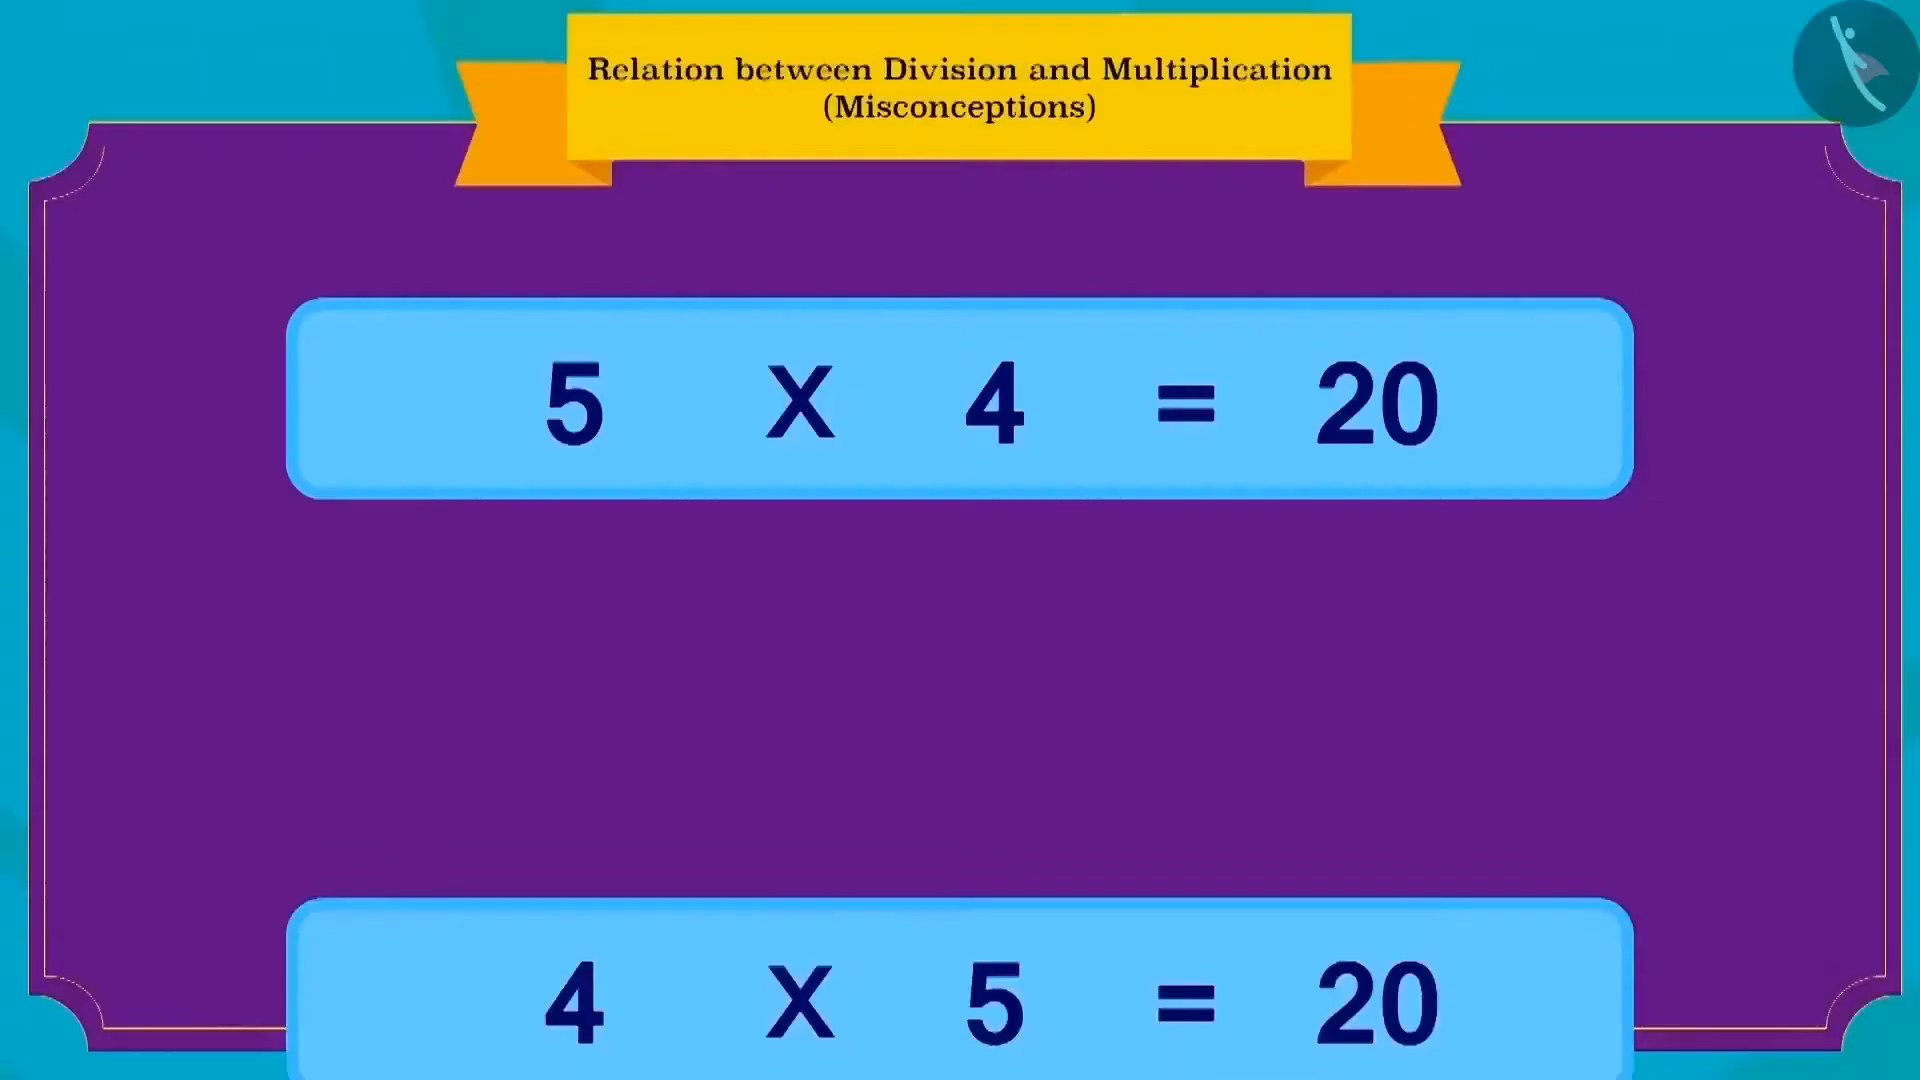 Relation between Division and Multiplication
(Misconceptions)
5 X 4 = 20
4 X 5 = 20